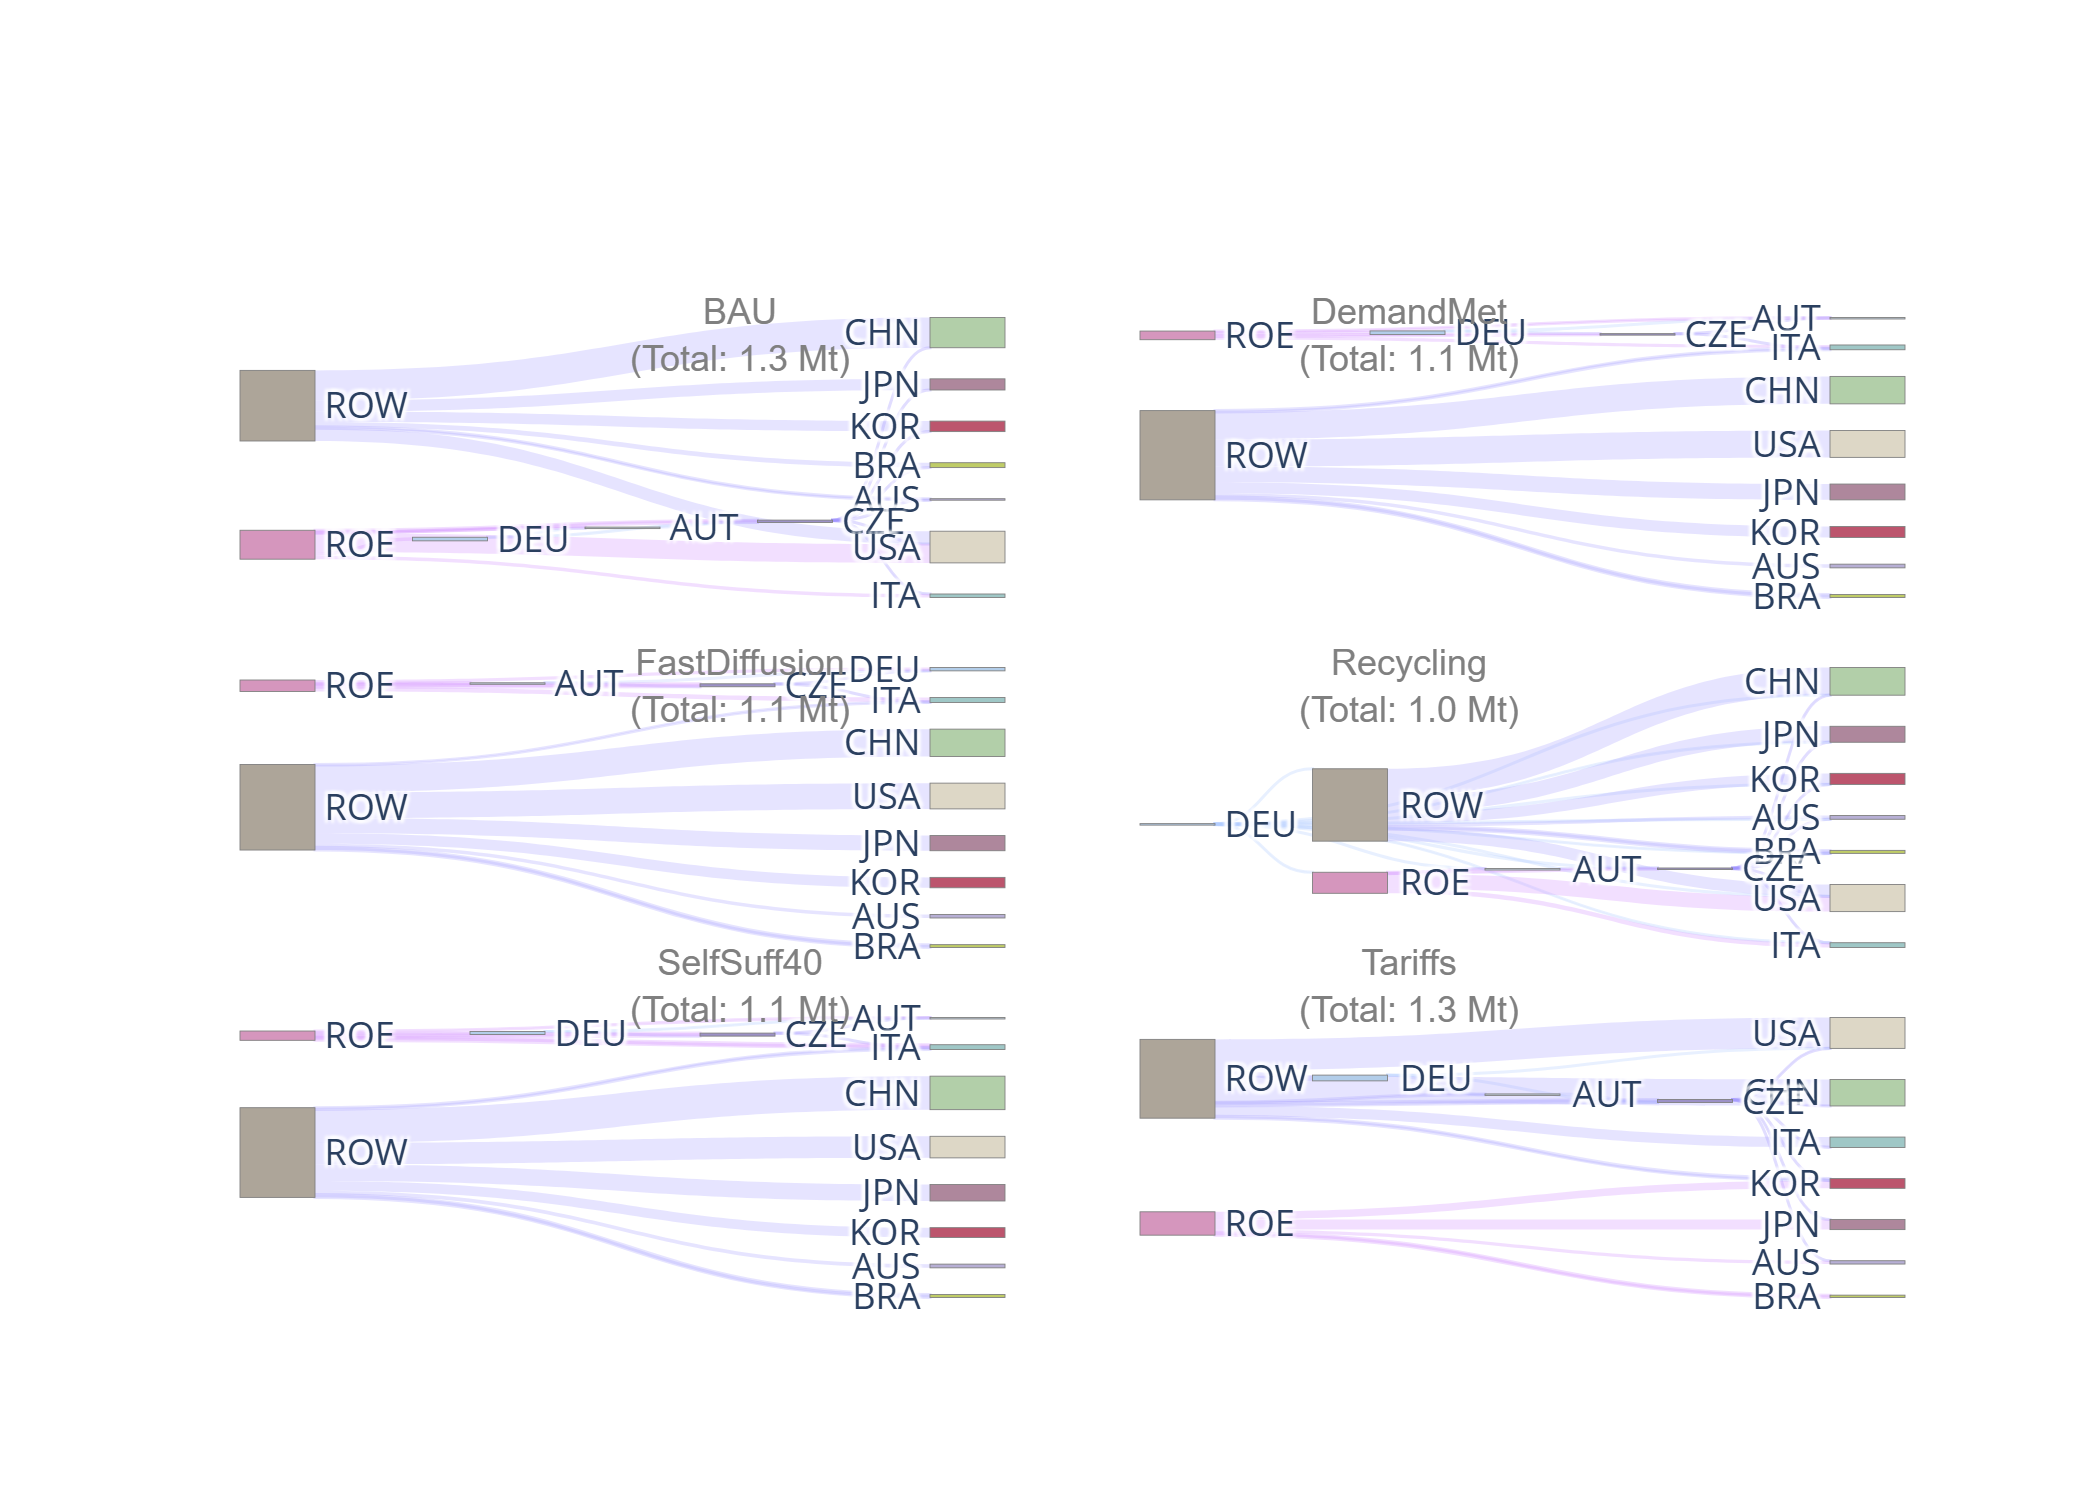 BAU
(Total: 1.3 Mt)
CHN
JPN
ROW
KOR
BRA
AUS
CZE
AUT
DEU
ROE
USA
ITA
DemandMet
(Total: 1.1 Mt)
AUT
ROE
DEU
CZE
ITA
CHN
USA
ROW
JPN
KOR
AUS
BRA
FastDiffusion
(Total: 1.1 Mt)
DEU
ROE
AUT
CZE
ITA
CHN
USA
ROW
JPN
KOR
AUS
BRA
Recycling
(Total: 1.0 Mt)
CHN
JPN
KOR
ROW
AUS
DEU
BRA
AUT
CZE
ROE
USA
ITA
SelfSuff40
(Total: 1.1 Mt)
AUT
ROE
DEU
CZE
ITA
CHN
USA
ROW
JPN
KOR
AUS
BRA
Tariffs
(Total: 1.3 Mt)
USA
ROW
DEU
CHN
AUT
CZE
ITA
KOR
ROE
JPN
AUS
BRA